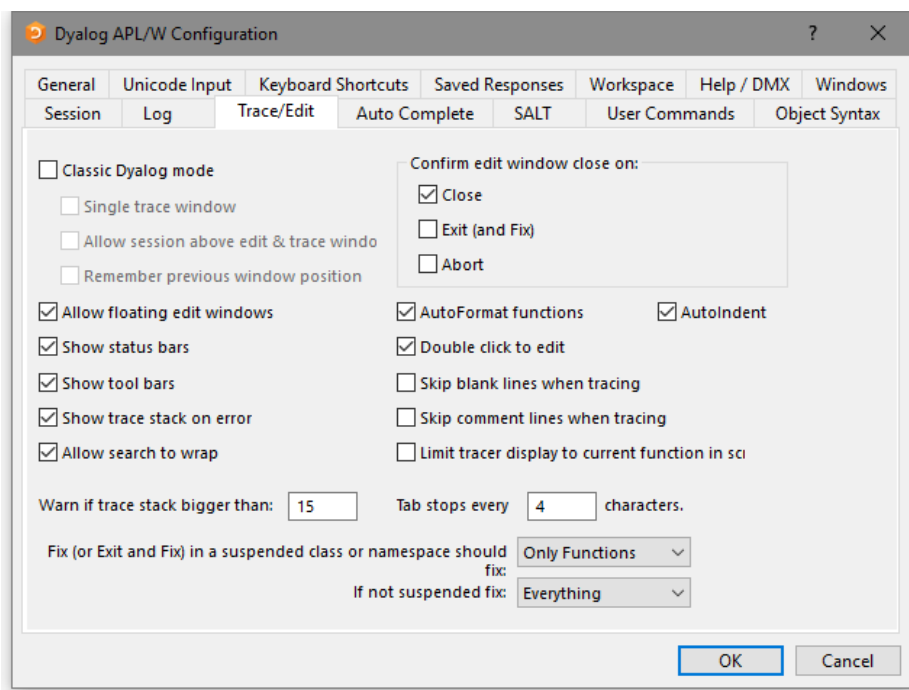 Dyalog APL/W Configuration ?
General Unicode Input Keyboard Shortcuts Saved Responses Workspace Help / DMX Windows
Session Log Trace/Edit Auto Complete SALT User Commands Object Syntax
Classic Dyalog mode
Single trace window
Allow session above edit & trace windo
Remember previous window position
Confirm edit window close on:
Close
Exit (and Fix)
Abort
Allow floating edit windows
AutoFormat functions
AutoIndent
Show status bars
Double click to edit
Show tool bars
Skip blank lines when tracing
Show trace stack on error
Skip comment lines when tracing
Allow search to wrap
Limit tracer display to current function in scr
Warn if trace stack bigger than: 15
Tab stops every 4 characters.
Fix (or Exit and Fix) in a suspended class or namespace should
fix:
Only Functions
If not suspended fix: Everything
OK Cancel